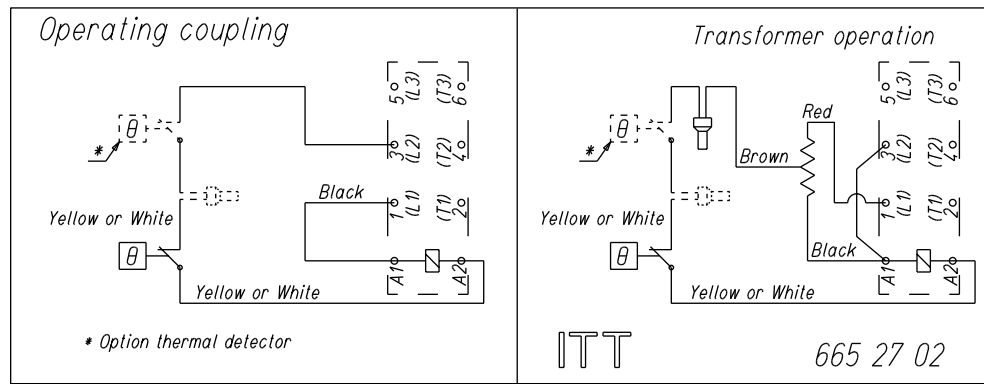 Operating coupling
5 (L3) (T3) 6
θ
*
3 (L2) (T2) 4
Black
1 (L1) (T1) 2
Yellow or White
θ
A1 A2
Yellow or White
* Option thermal detector
Transformer operation
5 (L3) (T3) 6
θ
*
Red
3 (L2) (T2) 4
Brown
1 (L1) (T1) 2
Yellow or White
θ
Black
A1 A2
Yellow or White
ITT
665 27 02